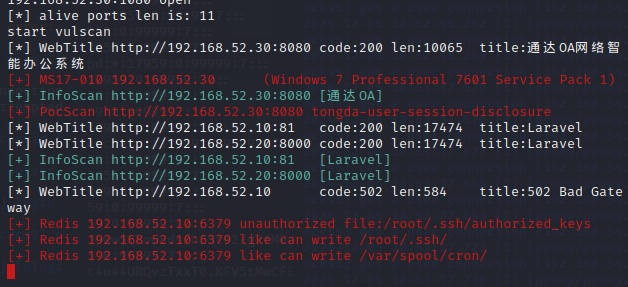 [*] alive ports len is: 11
start vulscan
[*] WebTitle http://192.168.52.30:8080 code:200 len:10065  title:通达OA网络智
能办公系统
[+] MS17-010 192.168.52.30      (Windows 7 Professional 7601 Service Pack 1)
[+] InfoScan http://192.168.52.30:8080 [通达OA]
[+] PocScan http://192.168.52.30:8080 tongda-user-session-disclosure
[*] WebTitle http://192.168.52.10:81   code:200 len:17474  title:Laravel
[*] WebTitle http://192.168.52.20:8000 code:200 len:17474  title:Laravel
[+] InfoScan http://192.168.52.10:81   [Laravel]
[+] InfoScan http://192.168.52.20:8000 [Laravel]
[*] WebTitle http://192.168.52.10      code:502 len:584    title:502 Bad Gate
way
[+] Redis 192.168.52.10:6379 unauthorized file:/root/.ssh/authorized_keys
[+] Redis 192.168.52.10:6379 like can write /root/.ssh/
[+] Redis 192.168.52.10:6379 like can write /var/spool/cron/